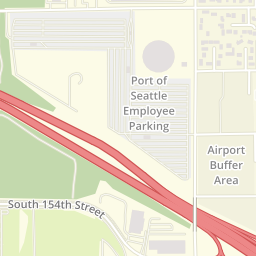 Port of
Seattle
Employee
Parking
Airport
Buffer
Area
South 154th Street